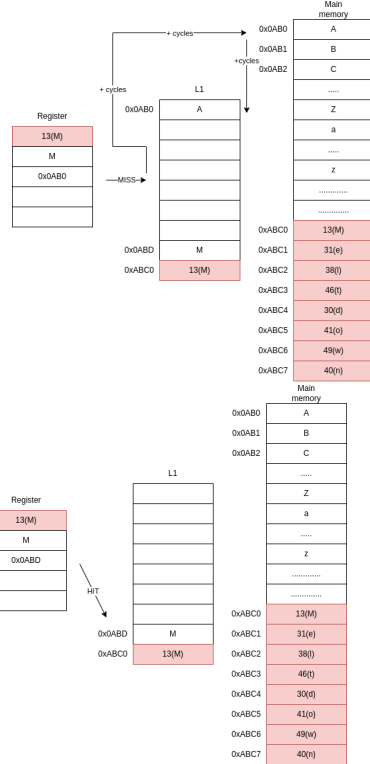 Main
memory
0x0AB0 A
0x0AB1 B
0x0AB2 C
.....
Z
a
.....
z
.............
..............
0xABC0 13(M)
0xABC1 31(e)
0xABC2 38(l)
0xABC3 46(t)
0xABC4 30(d)
0xABC5 41(o)
0xABC6 49(w)
0xABC7 40(n)
+ cycles
+cycles
+ cycles
L1
0x0AB0 A
0x0ABD M
0xABC0 13(M)
Register
13(M)
M
0x0AB0
MISS
Main
memory
0x0AB0 A
0x0AB1 B
0x0AB2 C
.....
Z
a
.....
z
.............
..............
0xABC0 13(M)
0xABC1 31(e)
0xABC2 38(l)
0xABC3 46(t)
0xABC4 30(d)
0xABC5 41(o)
0xABC6 49(w)
0xABC7 40(n)
L1
0x0ABD M
0xABC0 13(M)
Register
13(M)
M
0x0ABD
HIT